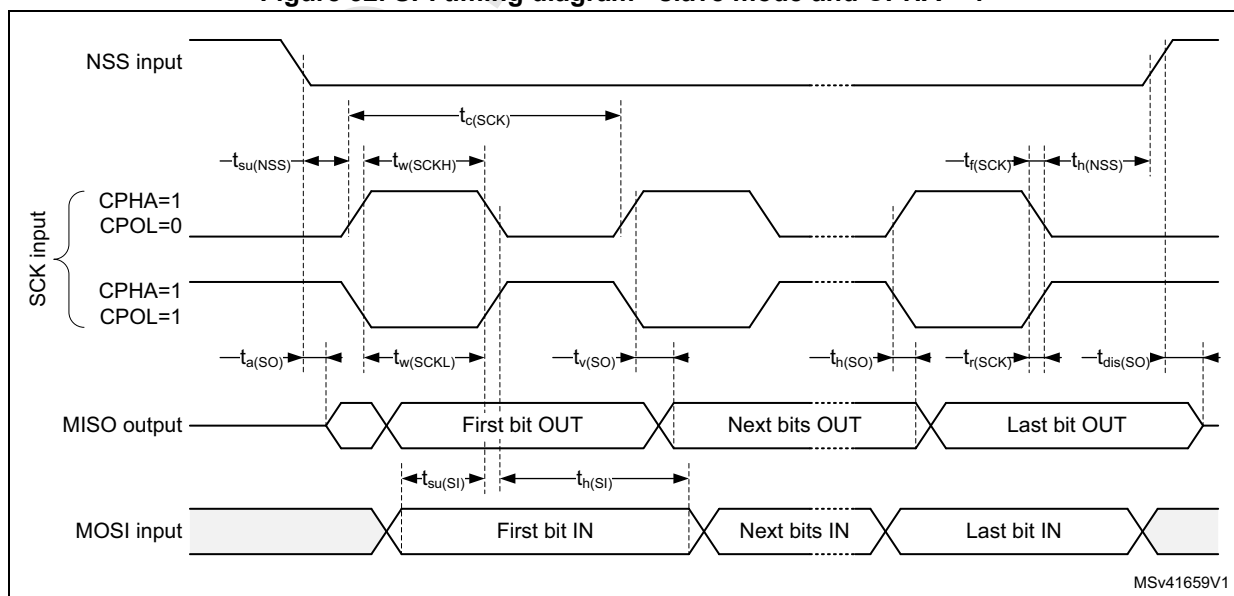 NSS input
tc(SCK)
tsu(NSS) tw(SCKH) tf(SCK) th(NSS)
SCK input
CPHA=1
CPOL=0
CPHA=1
CPOL=1
ta(SO) tw(SCKL) tv(SO) th(SO) tr(SCK) tdis(SO)
MISO output First bit OUT Next bits OUT Last bit OUT
tsu(SI) th(SI)
MOSI input First bit IN Next bits IN Last bit IN
MSv41659V1